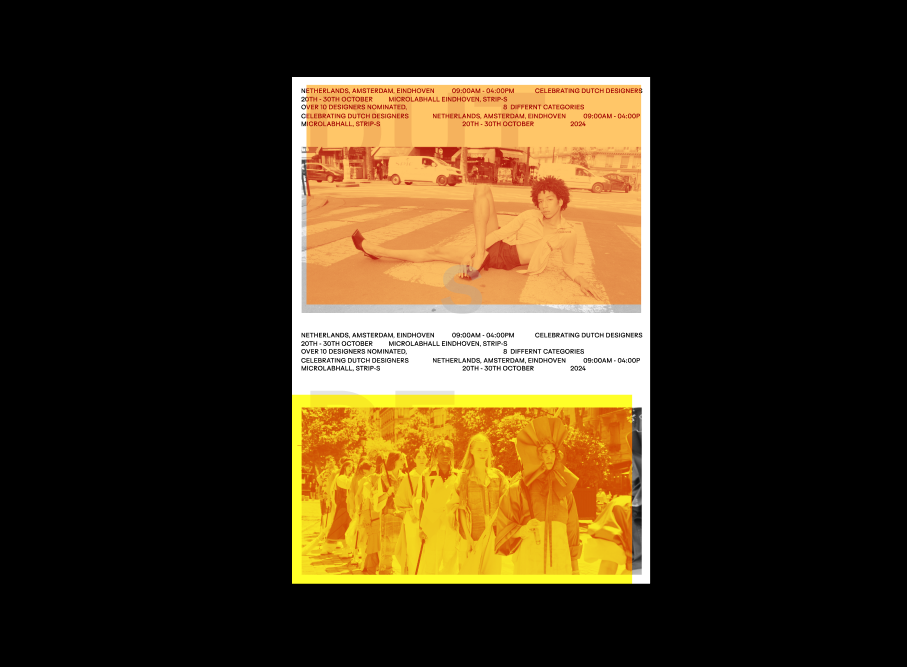 NETHERLANDS, AMSTERDAM, EINDHOVEN 09:00AM - 04:00PM CELEBRATING DUTCH DESIGNERS
20TH - 30TH OCTOBER MICROLABHALL EINDHOVEN, STRIP-S
OVER 10 DESIGNERS NOMINATED. 8 DIFFERNT CATEGORIES
CELEBRATING DUTCH DESIGNERS NETHERLANDS, AMSTERDAM, EINDHOVEN 09:00AM - 04:00P
MICROLABHALL, STRIP-S 20TH - 30TH OCTOBER 2024
S
NETHERLANDS, AMSTERDAM, EINDHOVEN 09:00AM - 04:00PM CELEBRATING DUTCH DESIGNERS
20TH - 30TH OCTOBER MICROLABHALL EINDHOVEN, STRIP-S
OVER 10 DESIGNERS NOMINATED. 8 DIFFERNT CATEGORIES
CELEBRATING DUTCH DESIGNERS NETHERLANDS, AMSTERDAM, EINDHOVEN 09:00AM - 04:00P
MICROLABHALL, STRIP-S 20TH - 30TH OCTOBER 2024